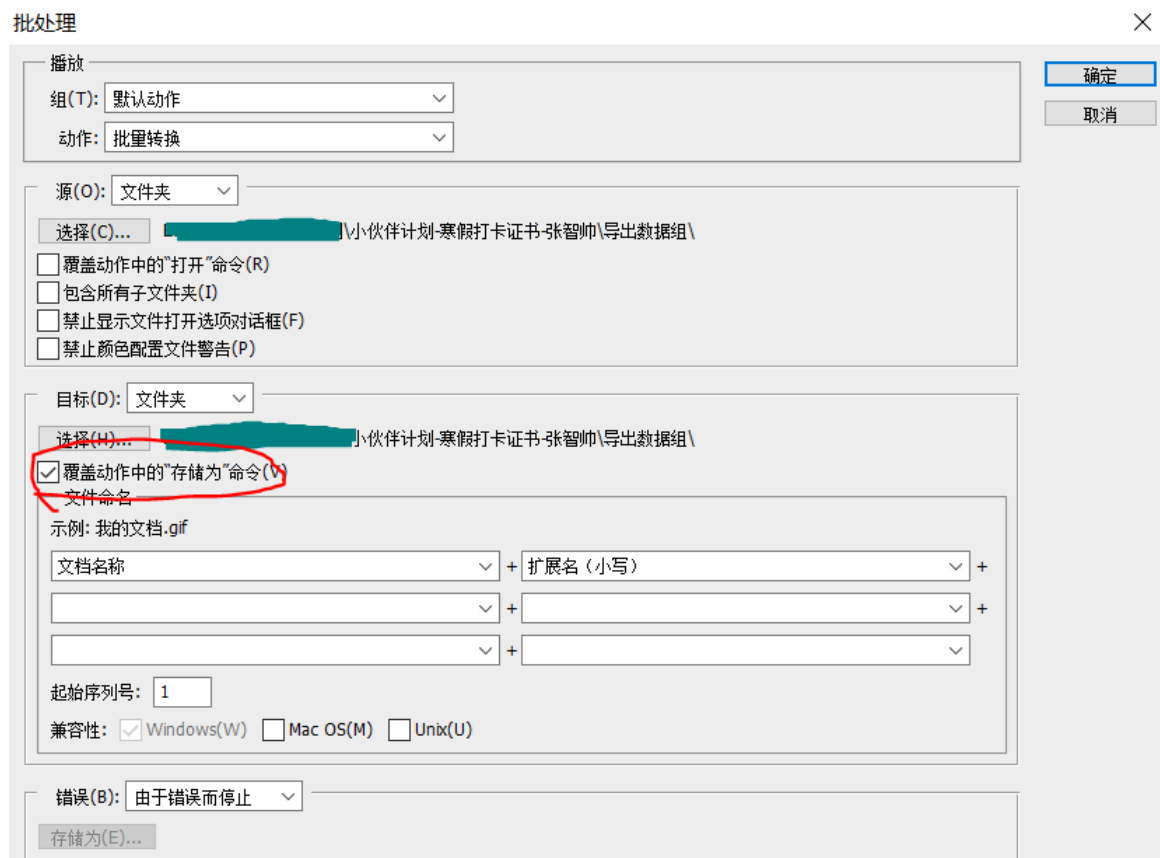 批处理
播放
组(T): 默认动作
动作: 批量转换
确定
取消
源(O): 文件夹
选择(C)... \小伙伴计划-寒假打卡证书-张智帅\导出数据组\
覆盖动作中的“打开”命令(R)
包含所有子文件夹(I)
禁止显示文件打开选项对话框(F)
禁止颜色配置文件警告(P)
目标(D): 文件夹
选择(H)... 小伙伴计划-寒假打卡证书-张智帅\导出数据组\
覆盖动作中的“存储为”命令(V)
文件命名
示例: 我的文档.gif
文档名称 + 扩展名（小写） +
+ +
+
起始序列号: 1
兼容性: Windows(W) Mac OS(M) Unix(U)
错误(B): 由于错误而停止
存储为(E)...